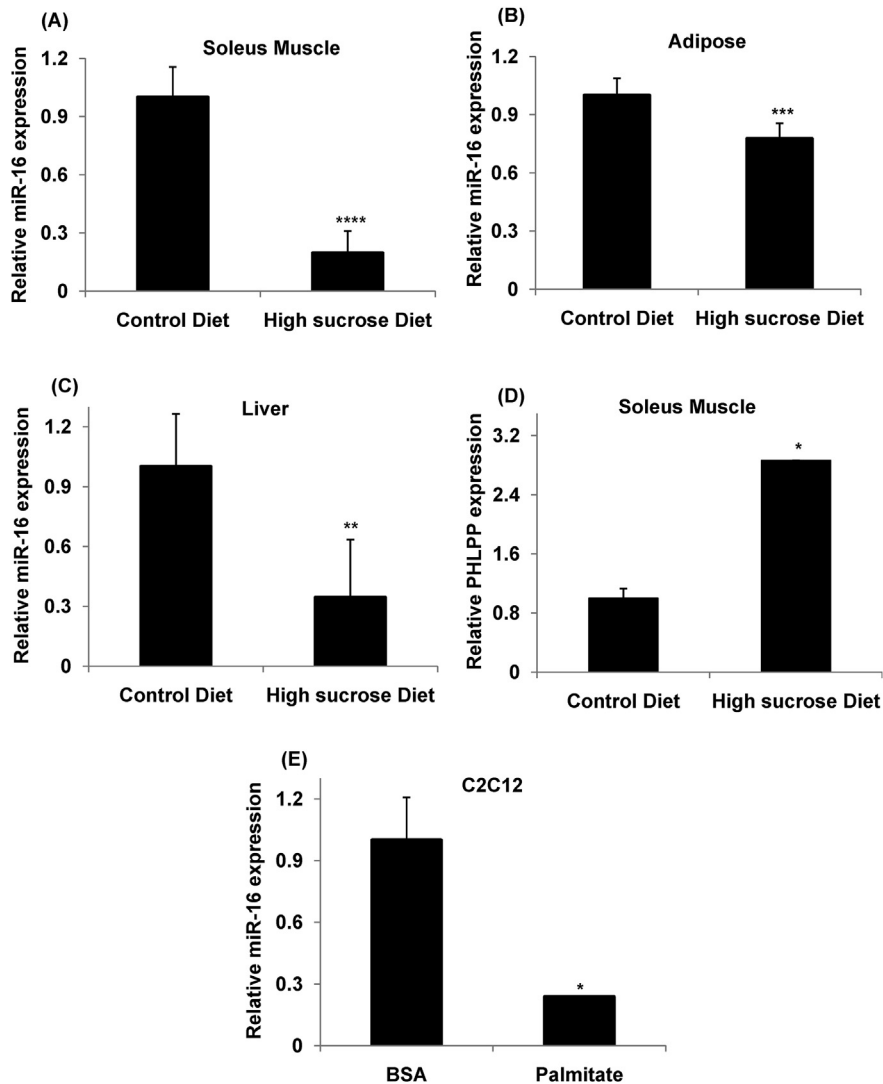 (A)
Soleus Muscle
Relative miR-16 expression
1.2
0.9
0.6
0.3
0
****
Control Diet High sucrose Diet
(B)
Adipose
Relative miR-16 expression
1.2
0.9
0.6
0.3
0
***
Control Diet High sucrose Diet
(C)
Liver
Relative miR-16 expression
1.2
0.9
0.6
0.3
0
**
Control Diet High sucrose Diet
(D)
Soleus Muscle
Relative PHLPP expression
3.2
2.4
1.6
0.8
0
*
Control Diet High sucrose Diet
(E)
C2C12
Relative miR-16 expression
1.2
0.9
0.6
0.3
0
*
BSA Palmitate